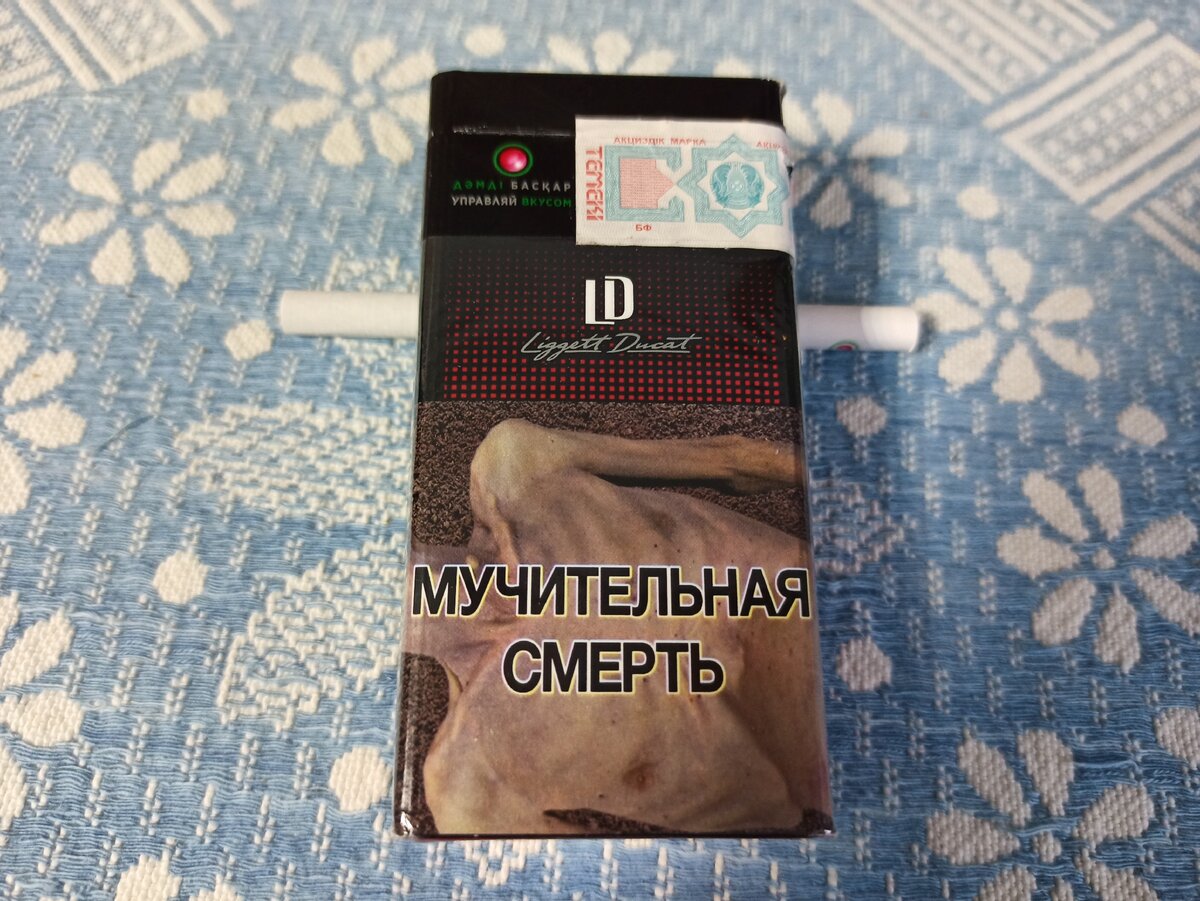 АКЦИЗДІК МАРКА
ТЕМЕКІ
БФ
ДӘМДІ БАСҚАР
УПРАВЛЯЙ ВКУСОМ
LD
Liggett Ducat
МУЧИТЕЛЬНАЯ
СМЕРТЬ